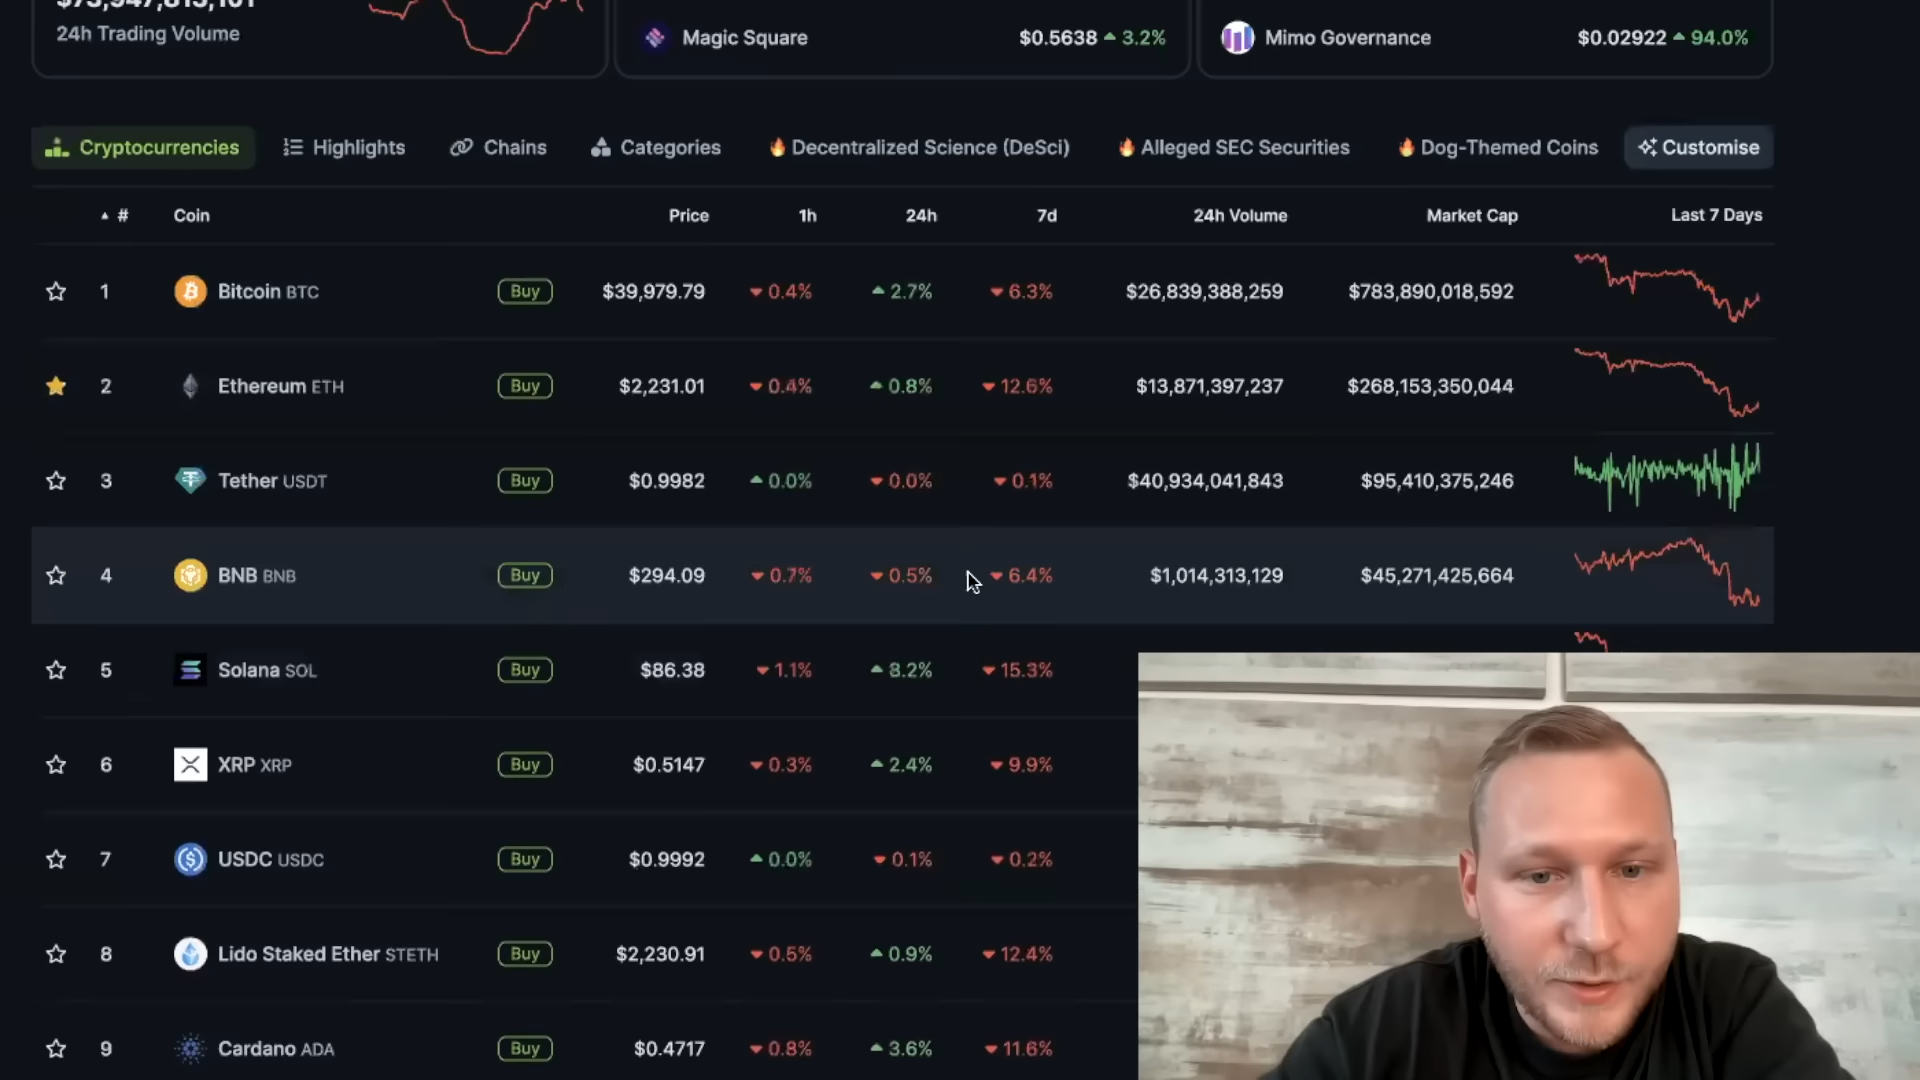 24h Trading Volume
Magic Square $0.5638 3.2%
Mimo Governance $0.02922 94.0%
Cryptocurrencies Highlights Chains Categories Decentralized Science (DeSci) Alleged SEC Securities Dog-Themed Coins Customise
# Coin Price 1h 24h 7d 24h Volume Market Cap Last 7 Days
1 Bitcoin BTC Buy $39,979.79 0.4% 2.7% 6.3% $26,839,388,259 $783,890,018,592
2 Ethereum ETH Buy $2,231.01 0.4% 0.8% 12.6% $13,871,397,237 $268,153,350,044
3 Tether USDT Buy $0.9982 0.0% 0.0% 0.1% $40,934,041,843 $95,410,375,246
4 BNB BNB Buy $294.09 0.7% 0.5% 6.4% $1,014,313,129 $45,271,425,664
5 Solana SOL Buy $86.38 1.1% 8.2% 15.3%
6 XRP XRP Buy $0.5147 0.3% 2.4% 9.9%
7 USDC USDC Buy $0.9992 0.0% 0.1% 0.2%
8 Lido Staked Ether STETH Buy $2,230.91 0.5% 0.9% 12.4%
9 Cardano ADA Buy $0.4717 0.8% 3.6% 11.6%